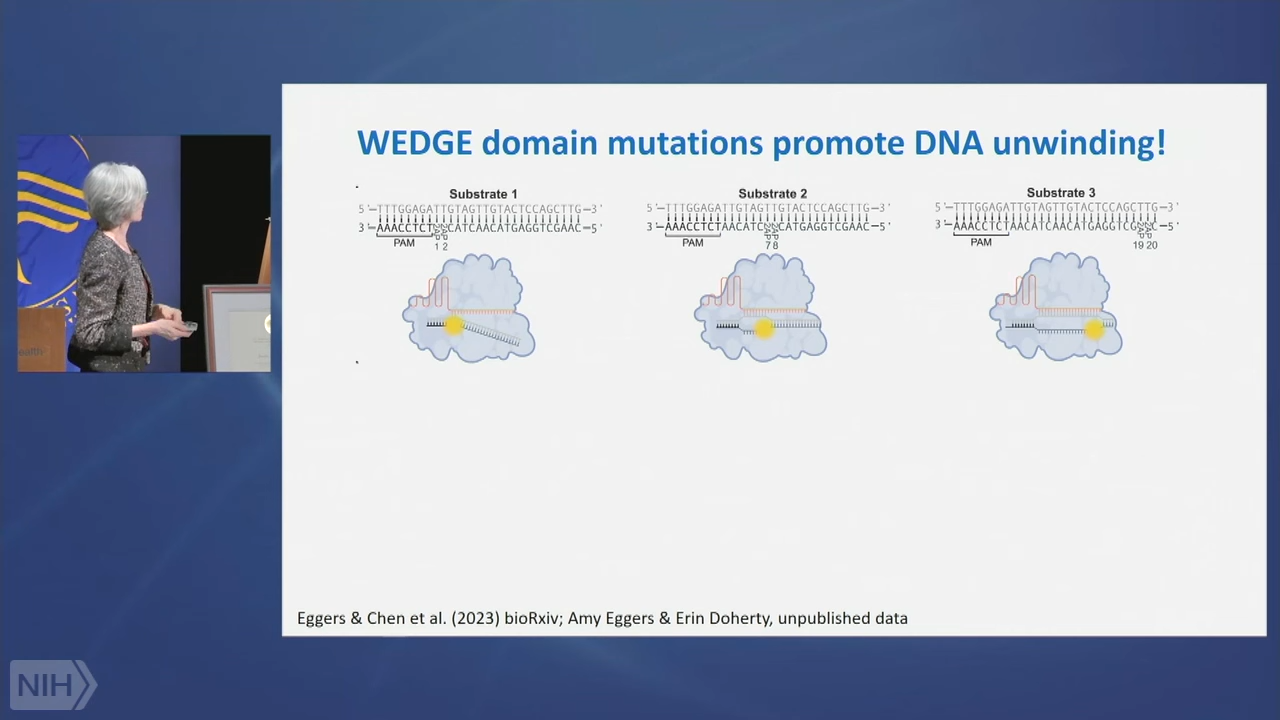 WEDGE domain mutations promote DNA unwinding!
Substrate 1
5'–TTTGGAGATTGTAGTTGTACTCCAGCTTG–3'
3'–AAACCTCT CATCAACATGAGGTCGAAC–5'
PAM
1 2
Substrate 2
5'–TTTGGAGATTGTAGTTGTACTCCAGCTTG–3'
3'–AAACCTCTAACATC CATGAGGTCGAAC–5'
PAM
7 8
Substrate 3
5'–TTTGGAGATTGTAGTTGTACTCCAGCTTG–3'
3'–AAACCTCTAACATCAACATGAGGTCG C–5'
PAM
19 20
Eggers & Chen et al. (2023) bioRxiv; Amy Eggers & Erin Doherty, unpublished data
NIH